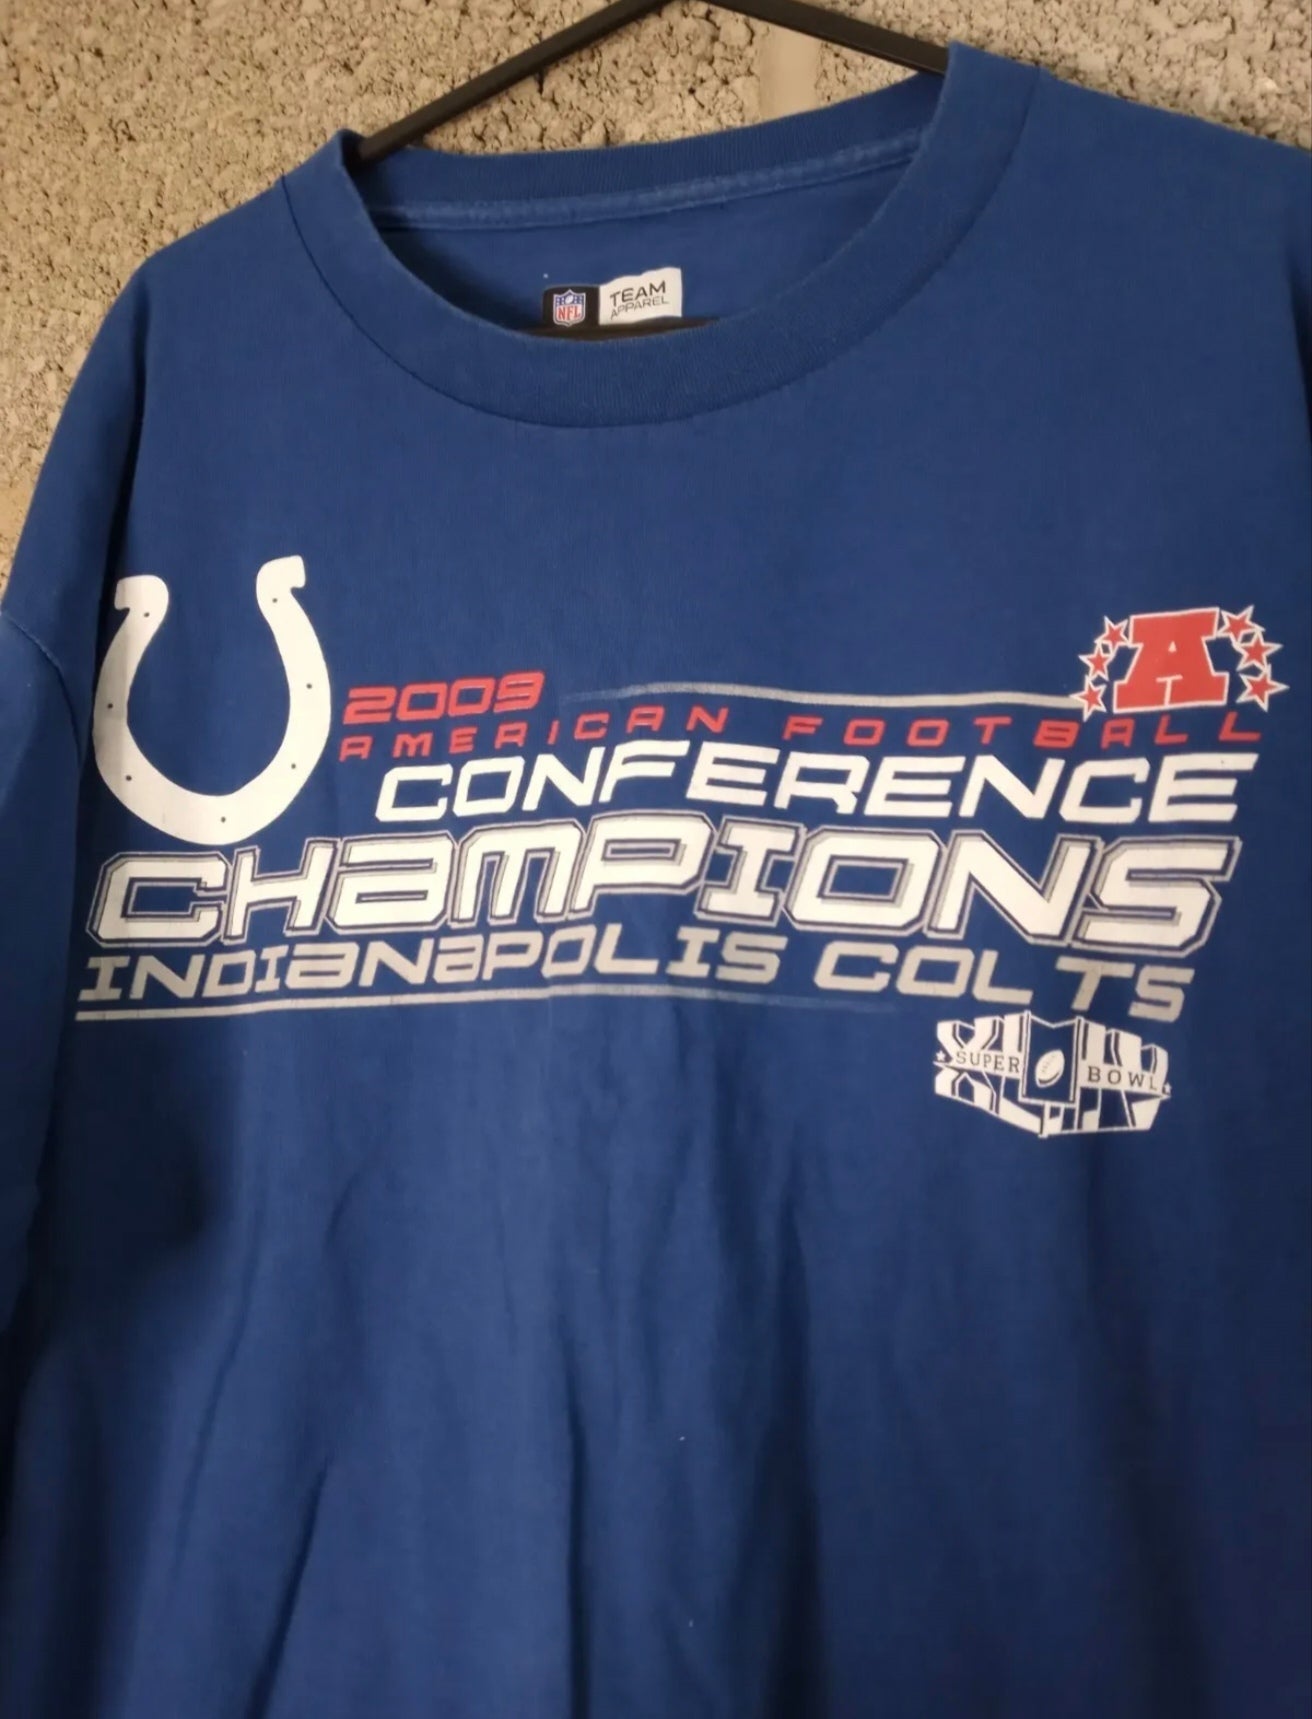 NFL
TEAM
APPAREL
A
2009
AMERICAN FOOTBALL
CONFERENCE
CHAMPIONS
INDIANAPOLIS COLTS
XLIV
SUPER BOWL